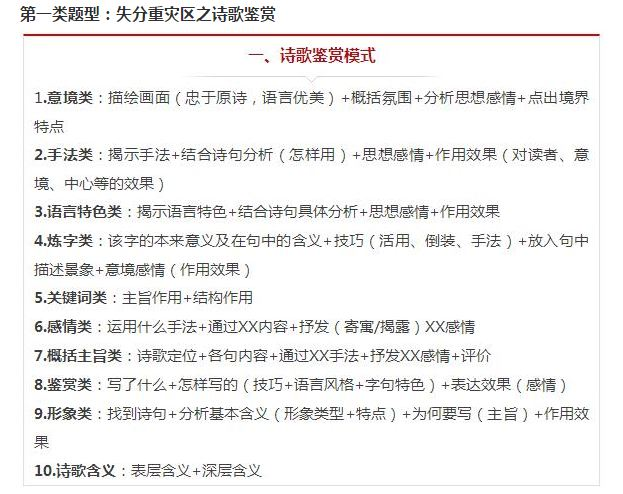 第一类题型：失分重灾区之诗歌鉴赏
一、诗歌鉴赏模式
1.意境类：描绘画面（忠于原诗，语言优美）+概括氛围+分析思想感情+点出境界
特点
2.手法类：揭示手法+结合诗句分析（怎样用）+思想感情+作用效果（对读者、意
境、中心等的效果）
3.语言特色类：揭示语言特色+结合诗句具体分析+思想感情+作用效果
4.炼字类：该字的本来意义及在句中的含义+技巧（活用、倒装、手法）+放入句中
描述景象+意境感情（作用效果）
5.关键词类：主旨作用+结构作用
6.感情类：运用什么手法+通过XX内容+抒发（寄寓/揭露）XX感情
7.概括主旨类：诗歌定位+各句内容+通过XX手法+抒发XX感情+评价
8.鉴赏类：写了什么+怎样写的（技巧+语言风格+字句特色）+表达效果（感情）
9.形象类：找到诗句+分析基本含义（形象类型+特点）+为何要写（主旨）+作用效
果
10.诗歌含义：表层含义+深层含义